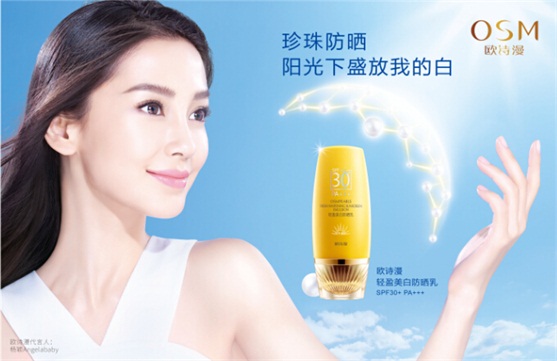 OSM
欧诗漫
珍珠防晒
阳光下盛放我的白
30
欧诗漫
轻盈美白防晒乳
SPF30+ PA+++
欧诗漫代言人:
杨颖Angelababy